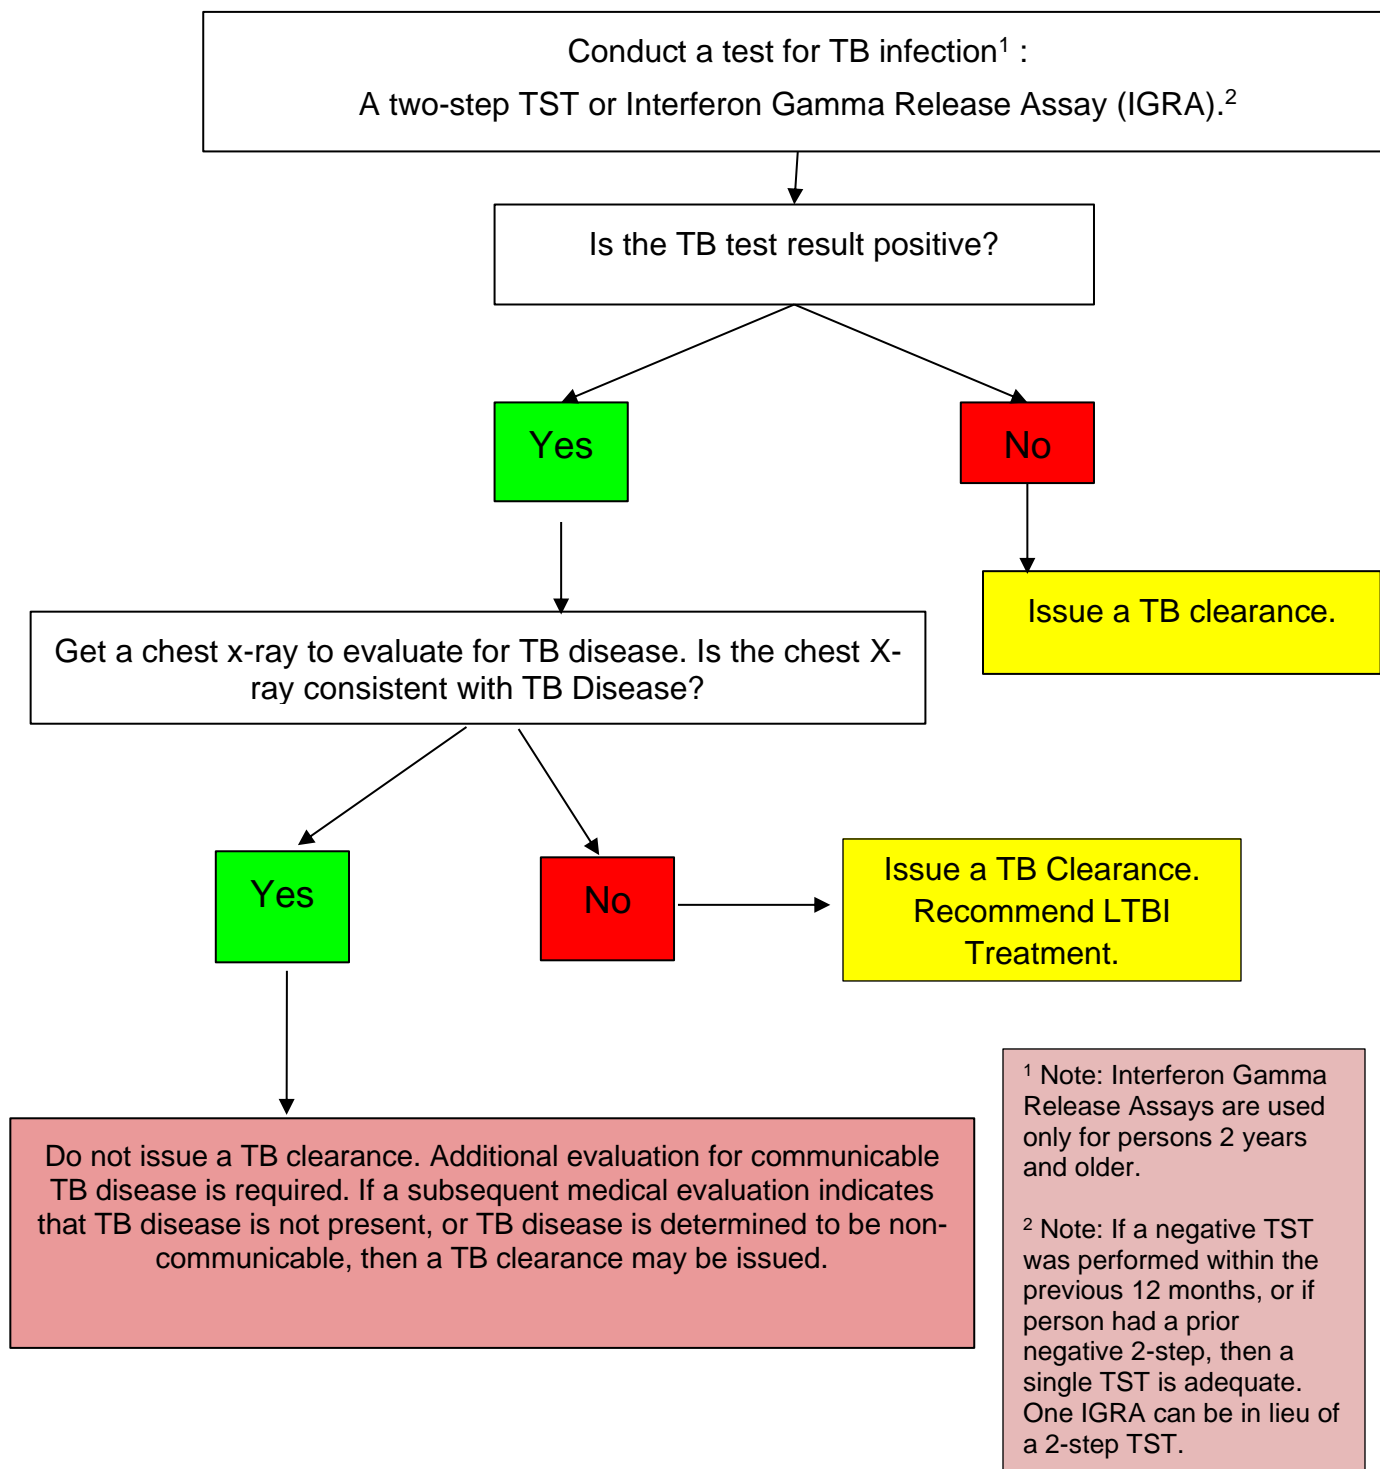 Conduct a test for TB infection¹ :
A two-step TST or Interferon Gamma Release Assay (IGRA).²
Is the TB test result positive?
Yes
No
Issue a TB clearance.
Get a chest x-ray to evaluate for TB disease. Is the chest X-
ray consistent with TB Disease?
Yes
No
Issue a TB Clearance.
Recommend LTBI
Treatment.
Do not issue a TB clearance. Additional evaluation for communicable
TB disease is required. If a subsequent medical evaluation indicates
that TB disease is not present, or TB disease is determined to be non-
communicable, then a TB clearance may be issued.
¹ Note: Interferon Gamma
Release Assays are used
only for persons 2 years
and older.
² Note: If a negative TST
was performed within the
previous 12 months, or if
person had a prior
negative 2-step, then a
single TST is adequate.
One IGRA can be in lieu of
a 2-step TST.